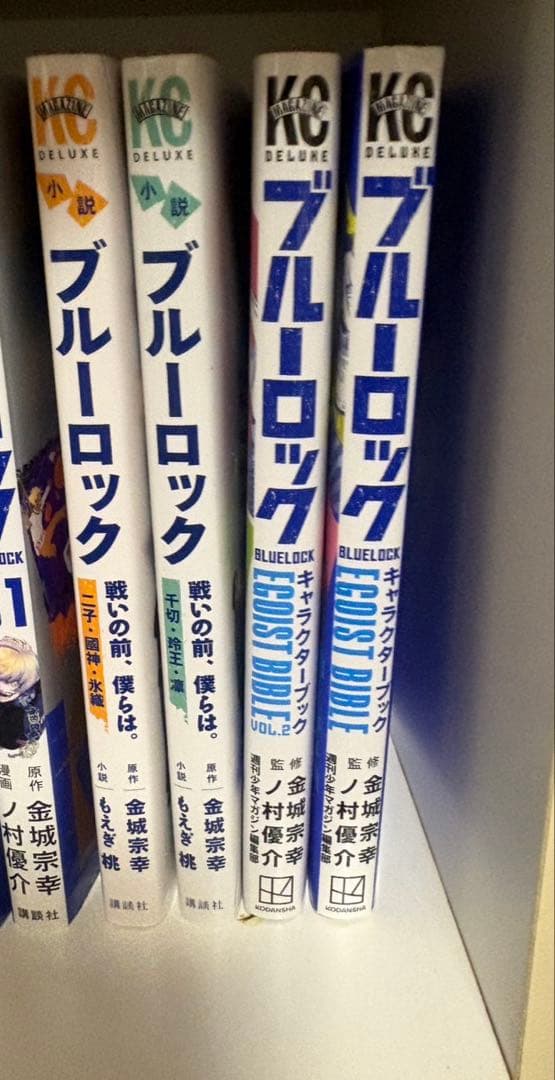 ック
LOCK
31
原作 金城宗幸
漫画 ノ村優介
講談社
KC
MAGAZINE
DELUXE
小説
ブルーロック
戦いの前、僕らは。
二子・國神・氷織
原作 金城宗幸
小説 もえぎ桃
講談社
KC
MAGAZINE
DELUXE
小説
ブルーロック
戦いの前、僕らは。
千切・玲王・凛
原作 金城宗幸
小説 もえぎ桃
講談社
KC
MAGAZINE
DELUXE
ブルーロック
BLUELOCK
キャラクターブック
EGOIST BIBLE
VOL.2
監修
金城宗幸
ノ村優介
週刊少年マガジン編集部
KODANSHA
KC
MAGAZINE
DELUXE
ブルーロック
BLUELOCK
キャラクターブック
EGOIST BIBLE
監修
金城宗幸
ノ村優介
週刊少年マガジン編集部
KODANSHA